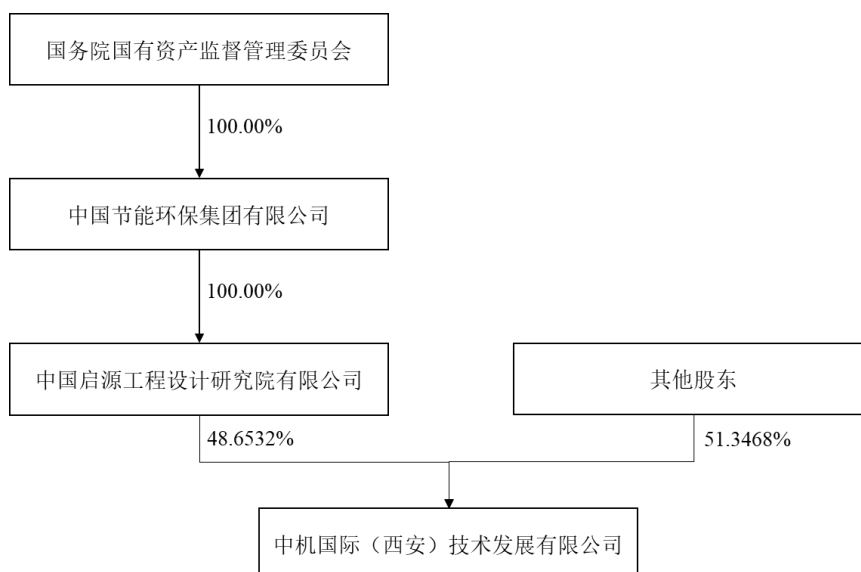 国务院国有资产监督管理委员会
100.00%
中国节能环保集团有限公司
100.00%
中国启源工程设计研究院有限公司
其他股东
48.6532%
51.3468%
中机国际（西安）技术发展有限公司